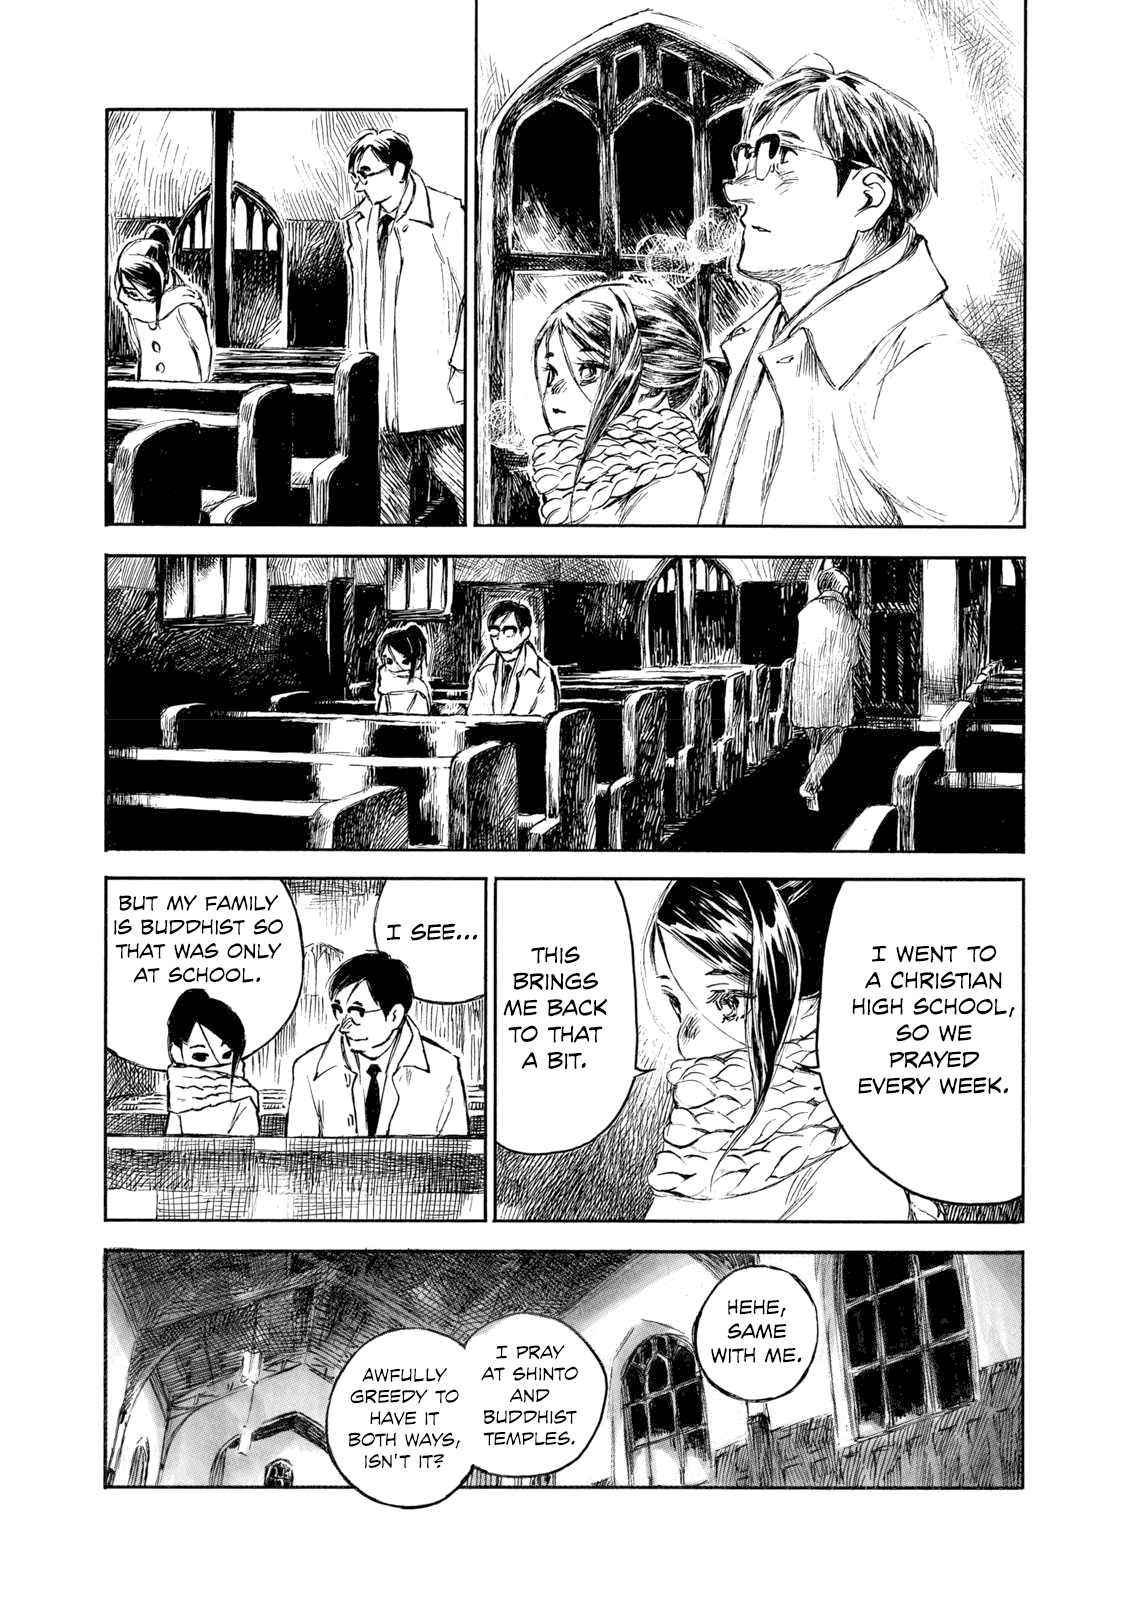 I WENT TO
A CHRISTIAN
HIGH SCHOOL,
SO WE
PRAYED
EVERY WEEK.
THIS
BRINGS
ME BACK
TO THAT
A BIT.
I SEE...
BUT MY FAMILY
IS BUDDHIST SO
THAT WAS ONLY
AT SCHOOL.
HEHE,
SAME
WITH ME.
I PRAY
AT SHINTO
AND
BUDDHIST
TEMPLES.
AWFULLY
GREEDY TO
HAVE IT
BOTH WAYS,
ISN'T IT?